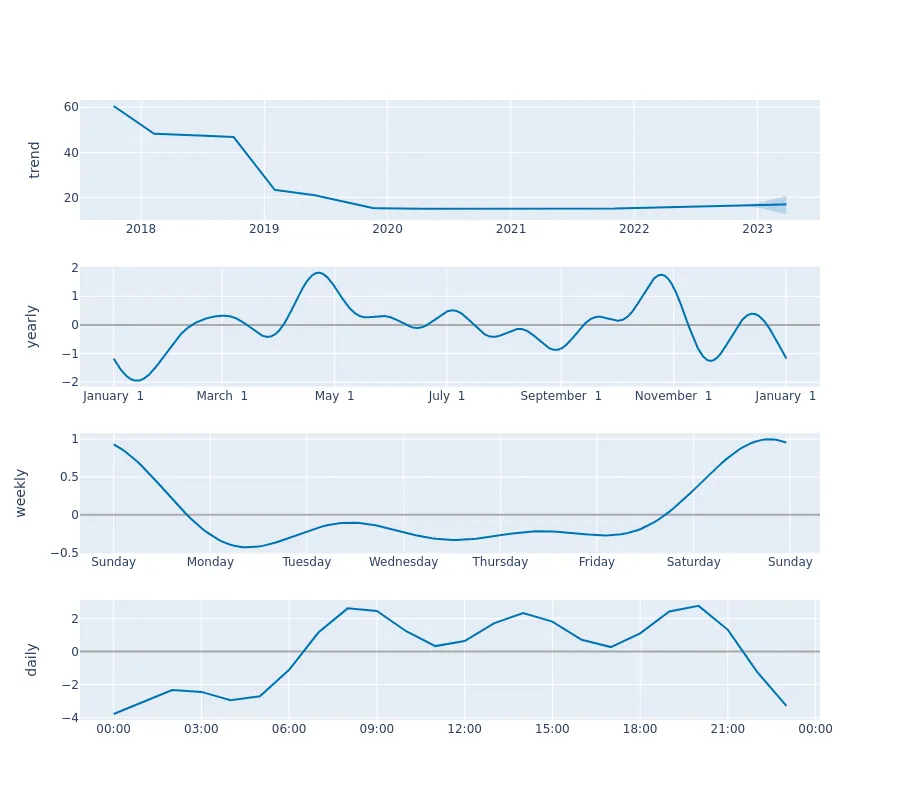 trend
60
40
20
2018 2019 2020 2021 2022 2023
yearly
2
1
0
−1
−2
January 1 March 1 May 1 July 1 September 1 November 1 January 1
weekly
1
0.5
0
−0.5
Sunday Monday Tuesday Wednesday Thursday Friday Saturday Sunday
daily
2
0
−2
−4
00:00 03:00 06:00 09:00 12:00 15:00 18:00 21:00 00:00